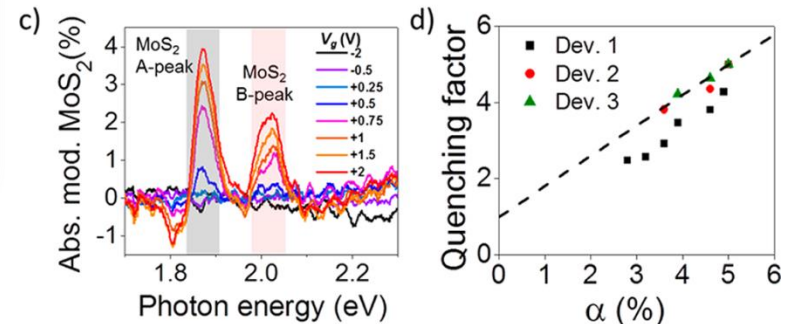 c)
Abs. mod. MoS2(%)
4
3
2
1
0
-1
MoS2
A-peak
MoS2
B-peak
Vg (V)
-2
-0.5
+0.25
+0.5
+0.75
+1
+1.5
+2
1.8
2.0
2.2
Photon energy (eV)
d)
Quenching factor
6
4
2
0
Dev. 1
Dev. 2
Dev. 3
0 1 2 3 4 5 6
α (%)